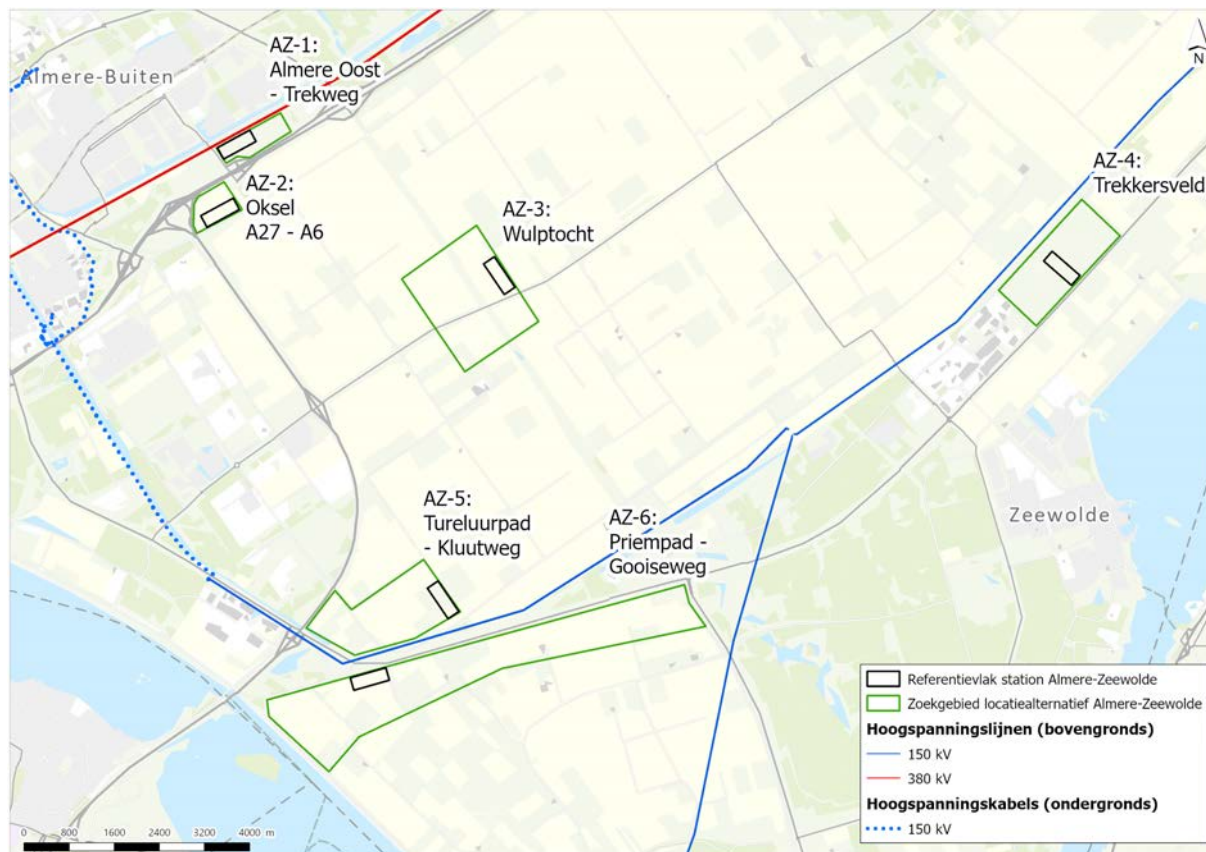 AZ-1:
Almere Oost
- Trekweg
Almere-Buiten
N
AZ-2:
Oksel
A27 - A6
AZ-3:
Wulptocht
AZ-4:
Trekkersveld
AZ-5:
Tureluurpad
- Kluutweg
AZ-6:
Priempad -
Gooiseweg
Zeewolde
Referentievlak station Almere-Zeewolde
Zoekgebied locatiealternatief Almere-Zeewolde
Hoogspanningslijnen (bovengronds)
150 kV
380 kV
Hoogspanningskabels (ondergronds)
150 kV
0 800 1600 2400 3200 4000 m